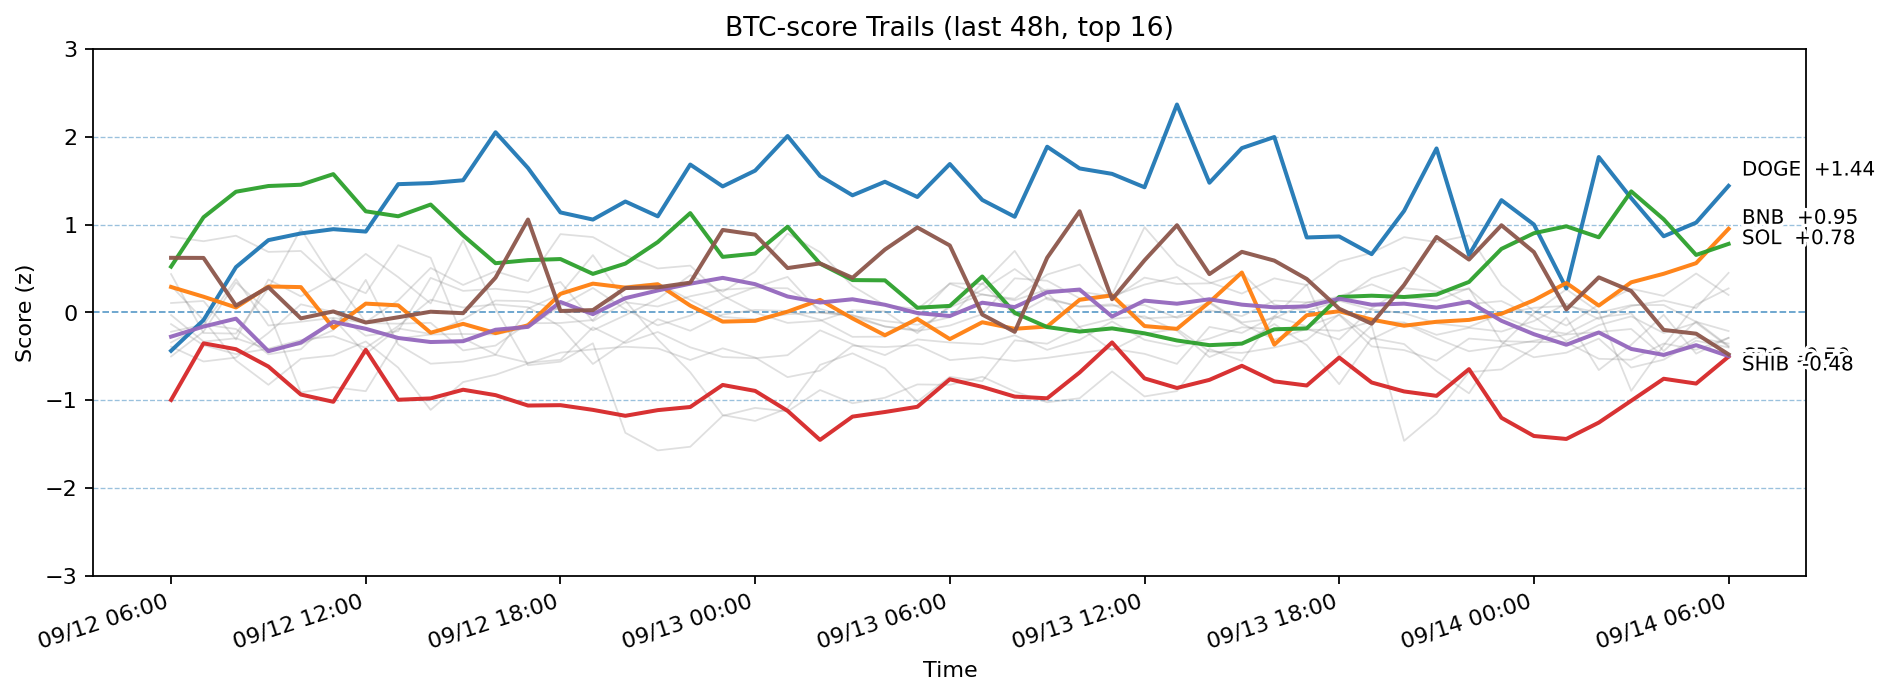 BTC-score Trails (last 48h, top 16)
3
2
1
0
−1
−2
−3
Score (z)
DOGE +1.44
BNB +0.95
SOL +0.78
SHIB -0.48
09/12 06:00
09/12 12:00
09/12 18:00
09/13 00:00
09/13 06:00
09/13 12:00
09/13 18:00
09/14 00:00
09/14 06:00
Time